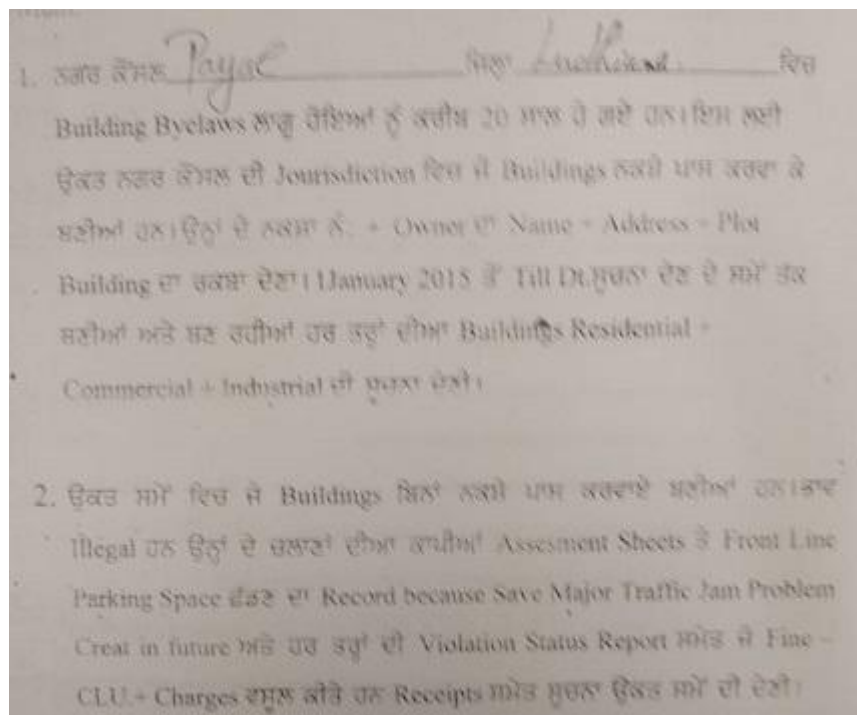 1. ਨਗਰ ਕੌਂਸਲ Payal ਜਿਲ੍ਹਾ Ludhiana ਵਿਚ
Building Byelaws ਲਾਗੂ ਹੋਇਆਂ ਨੂੰ ਕਰੀਬ 20 ਸਾਲ ਹੋ ਗਏ ਹਨ।ਇਸ ਲਈ
ਉਕਤ ਨਗਰ ਕੌਂਸਲ ਦੀ Jourisdiction ਵਿਚ ਜੋ Buildings ਨਕਸ਼ੇ ਪਾਸ ਕਰਵਾ ਕੇ
ਬਣੀਆਂ ਹਨ।ਉਨ੍ਹਾਂ ਦੇ ਨਕਸ਼ਾ ਨੰ: + Owner ਦਾ Name + Address + Plot
Building ਦਾ ਰਕਬਾ ਦੇਣਾ। 1January 2015 ਤੋਂ Till Dt.ਸੂਚਨਾ ਦੇਣ ਦੇ ਸਮੇਂ ਤੱਕ
ਬਣੀਆਂ ਅਤੇ ਬਣ ਰਹੀਆਂ ਹਰ ਤਰ੍ਹਾਂ ਦੀਆ Buildings Residential +
Commercial + Industrial ਦੀ ਸੂਚਨਾ ਦੇਣੀ।
2. ਉਕਤ ਸਮੇਂ ਵਿਚ ਜੋ Buildings ਬਿਨਾਂ ਨਕਸ਼ੇ ਪਾਸ ਕਰਵਾਏ ਬਣੀਆਂ ਹਨ।ਭਾਵ
Illegal ਹਨ ਉਨ੍ਹਾਂ ਦੇ ਚਲਾਣਾਂ ਦੀਆ ਕਾਪੀਆਂ Assesment Sheets ਤੇ Front Line
Parking Space ਛੱਡਣ ਦਾ Record because Save Major Traffic Jam Problem
Creat in future ਅਤੇ ਹਰ ਤਰ੍ਹਾਂ ਦੀ Violation Status Report ਸਮੇਤ ਜੋ Fine –
CLU.+ Charges ਵਸੂਲ ਕੀਤੇ ਹਨ Receipts ਸਮੇਤ ਸੂਚਨਾ ਉਕਤ ਸਮੇਂ ਦੀ ਦੇਣੀ।